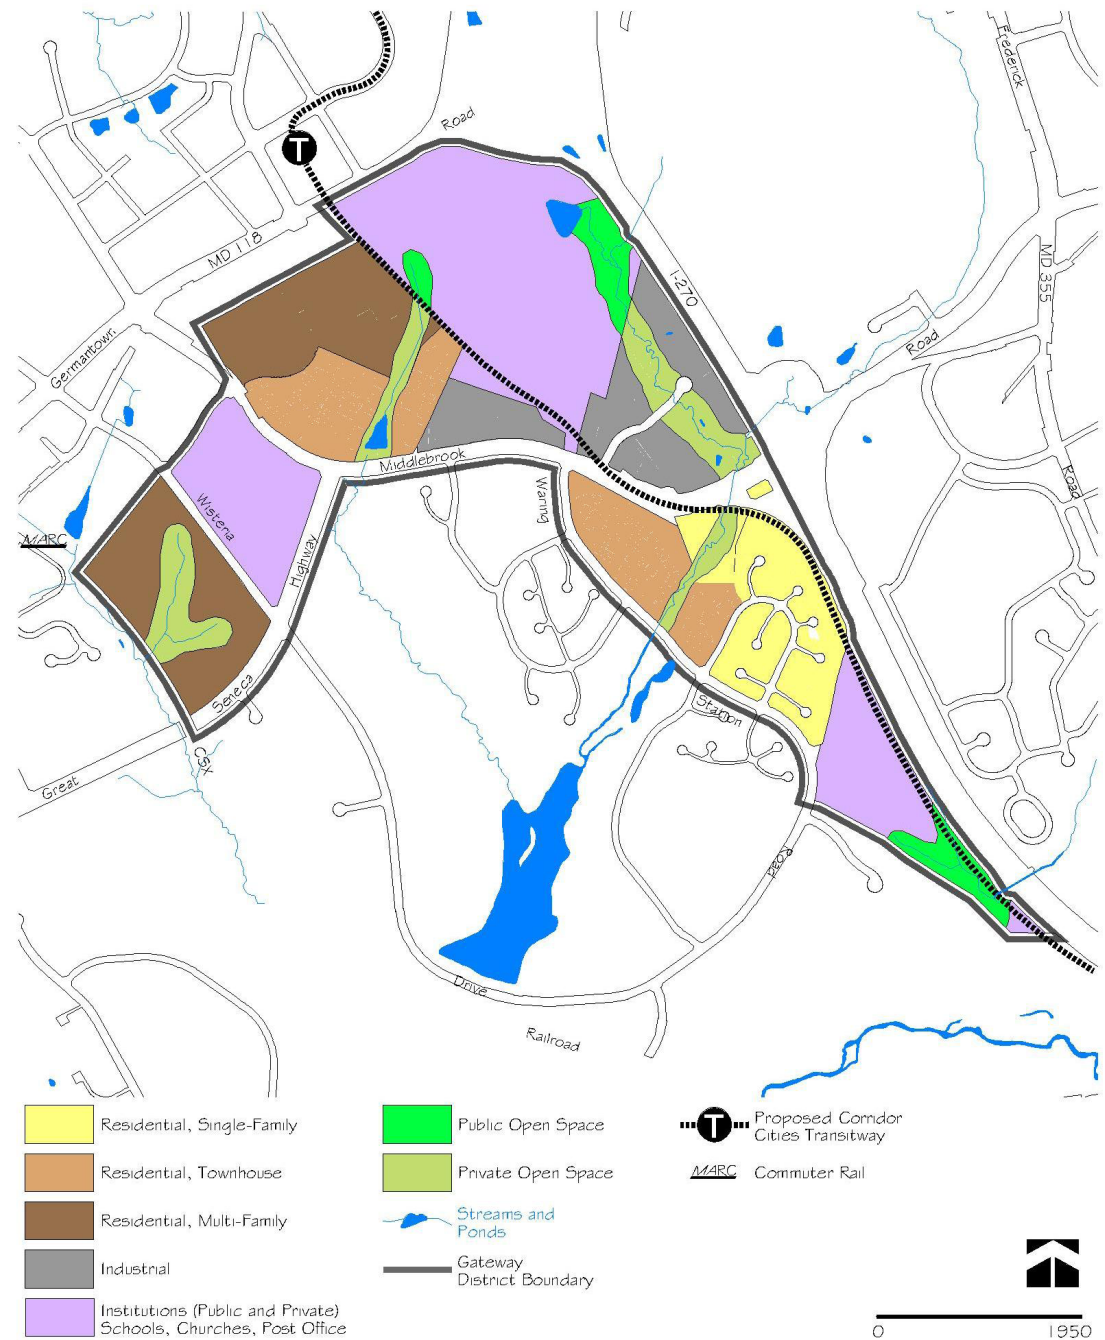 Frederick
Road
T
MD 118
I-270
MD 355
Germantown
Road
Middlebrook
Road
Wisteria
Waring
MARC
Highway
Seneca
Station
CSX
Great
Road
Drive
Railroad
Residential, Single-Family
Residential, Townhouse
Residential, Multi-Family
Industrial
Institutions (Public and Private)
Schools, Churches, Post Office
Public Open Space
Private Open Space
Streams and
Ponds
Gateway
District Boundary
T
Proposed Corridor
Cities Transitway
MARC Commuter Rail
0 1950